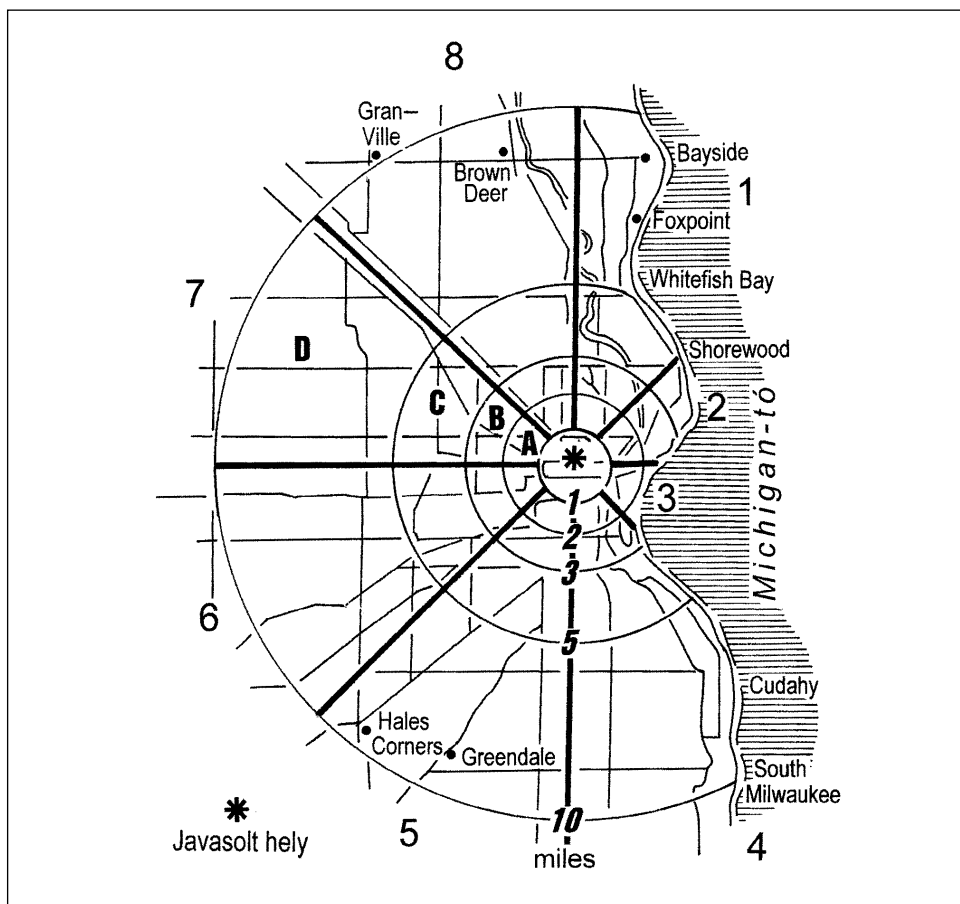 8
Gran–
Ville
Brown
Deer
Bayside
1
Foxpoint
Whitefish Bay
7
D
Shorewood
C
B
A
2
Michigan-tó
1
3
2
3
6
5
Cudahy
Hales
Corners
Greendale
South
Milwaukee
10
Javasolt hely
5
miles
4